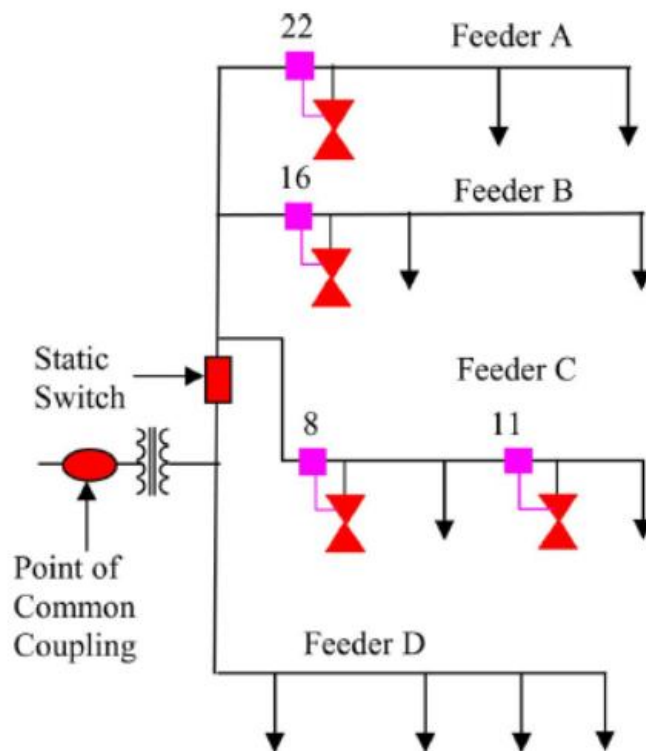 22
Feeder A
16
Feeder B
Static
Switch
Feeder C
8
11
Point of
Common
Coupling
Feeder D